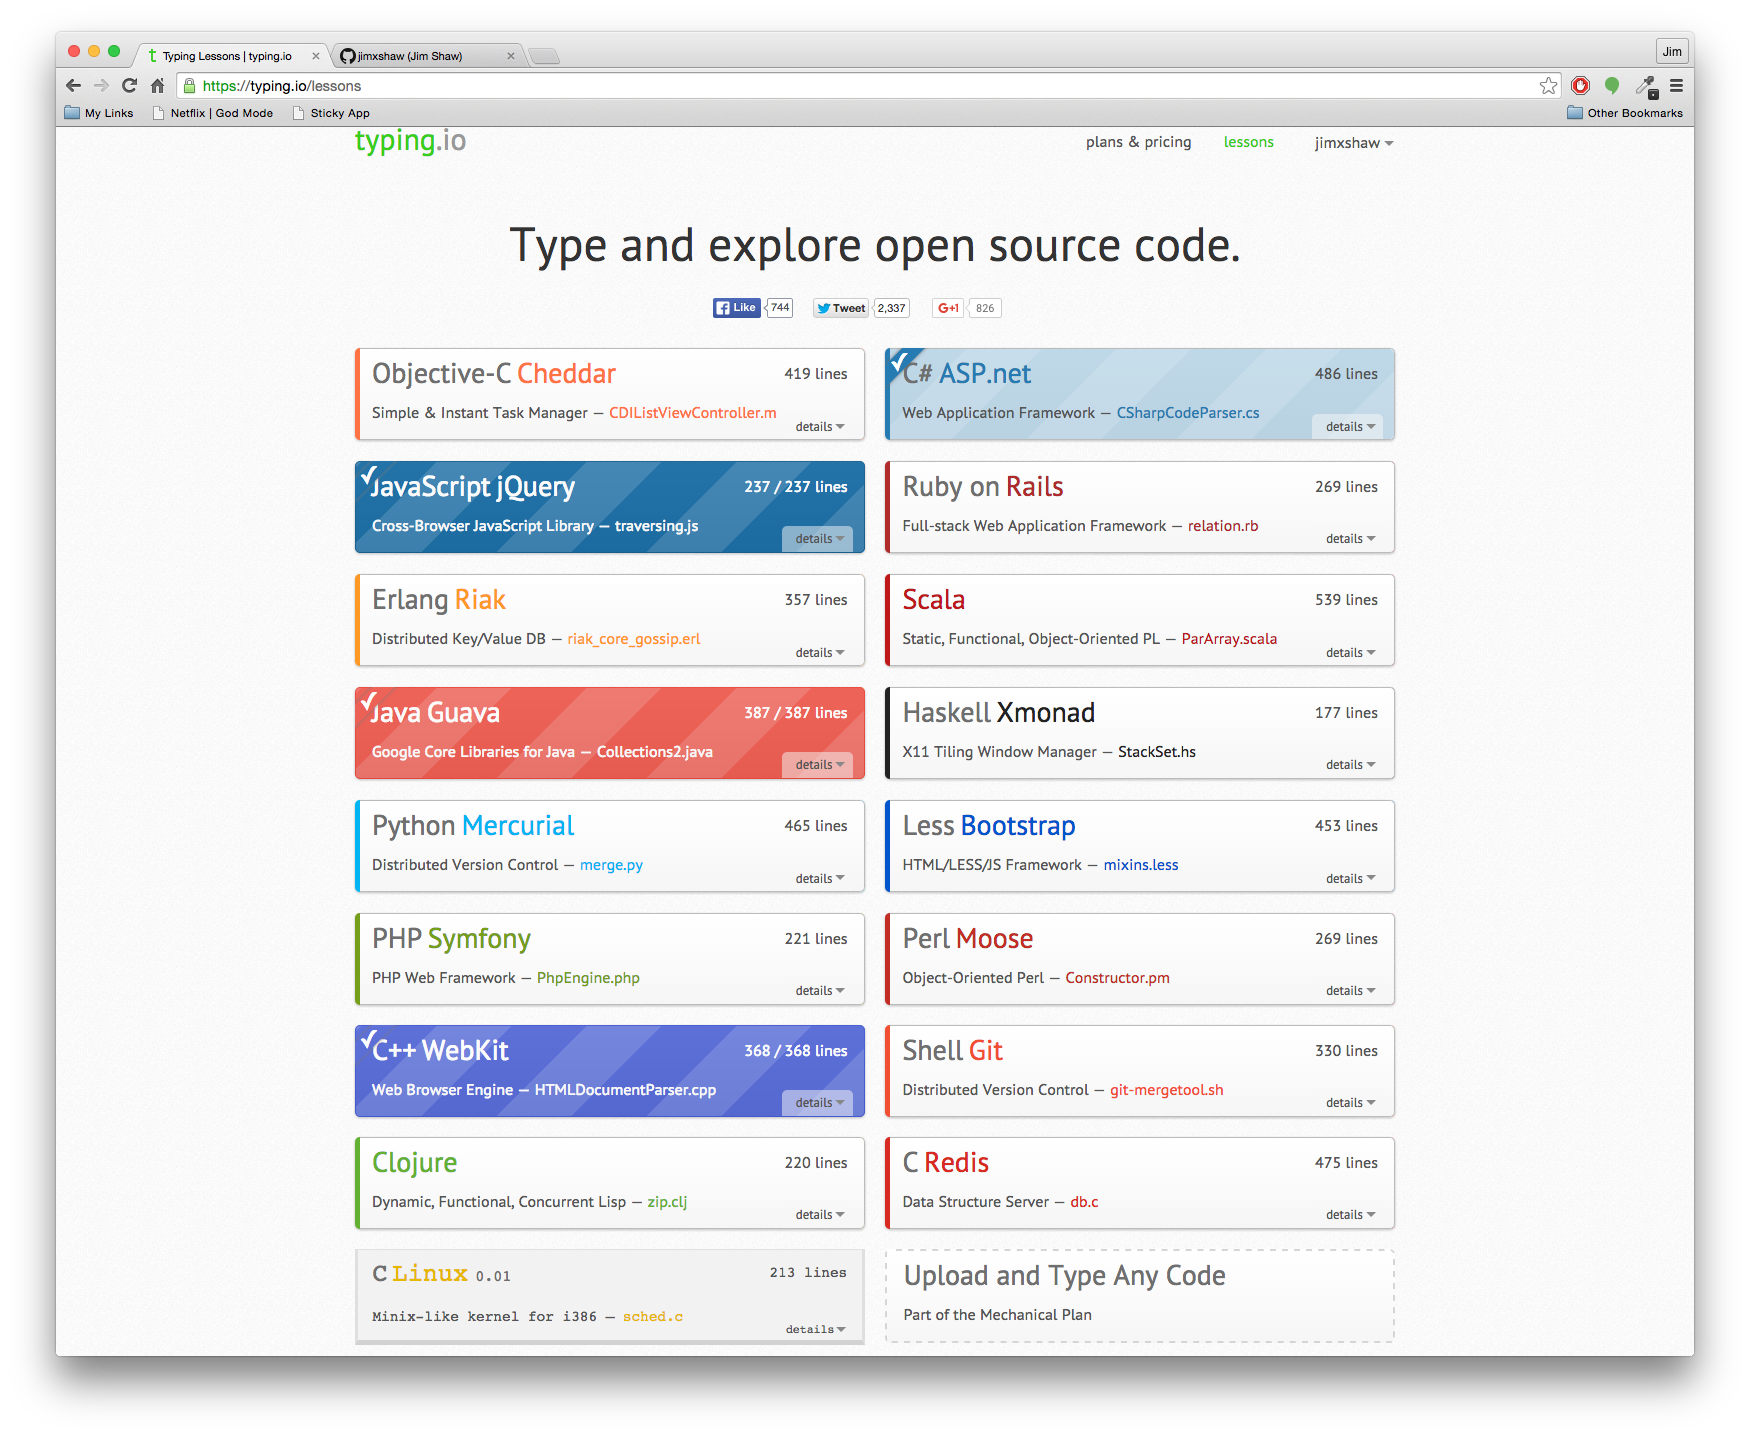 Typing Lessons | typing.io
jimxshaw (Jim Shaw)
Jim
https://typing.io/lessons
My Links
Netflix | God Mode
Sticky App
Other Bookmarks
typing.io
plans & pricing
lessons
jimxshaw
Type and explore open source code.
Like 744
Tweet 2,337
G+1 826
Objective-C Cheddar 419 lines
Simple & Instant Task Manager — CDIListViewController.m
details
C# ASP.net 486 lines
Web Application Framework — CSharpCodeParser.cs
details
JavaScript jQuery 237 / 237 lines
Cross-Browser JavaScript Library — traversing.js
details
Ruby on Rails 269 lines
Full-stack Web Application Framework — relation.rb
details
Erlang Riak 357 lines
Distributed Key/Value DB — riak_core_gossip.erl
details
Scala 539 lines
Static, Functional, Object-Oriented PL — ParArray.scala
details
Java Guava 387 / 387 lines
Google Core Libraries for Java — Collections2.java
details
Haskell Xmonad 177 lines
X11 Tiling Window Manager — StackSet.hs
details
Python Mercurial 465 lines
Distributed Version Control — merge.py
details
Less Bootstrap 453 lines
HTML/LESS/JS Framework — mixins.less
details
PHP Symfony 221 lines
PHP Web Framework — PhpEngine.php
details
Perl Moose 269 lines
Object-Oriented Perl — Constructor.pm
details
C++ WebKit 368 / 368 lines
Web Browser Engine — HTMLDocumentParser.cpp
details
Shell Git 330 lines
Distributed Version Control — git-mergetool.sh
details
Clojure 220 lines
Dynamic, Functional, Concurrent Lisp — zip.clj
details
C Redis 475 lines
Data Structure Server — db.c
details
C Linux 0.01 213 lines
Minix-like kernel for i386 — sched.c
details
Upload and Type Any Code
Part of the Mechanical Plan